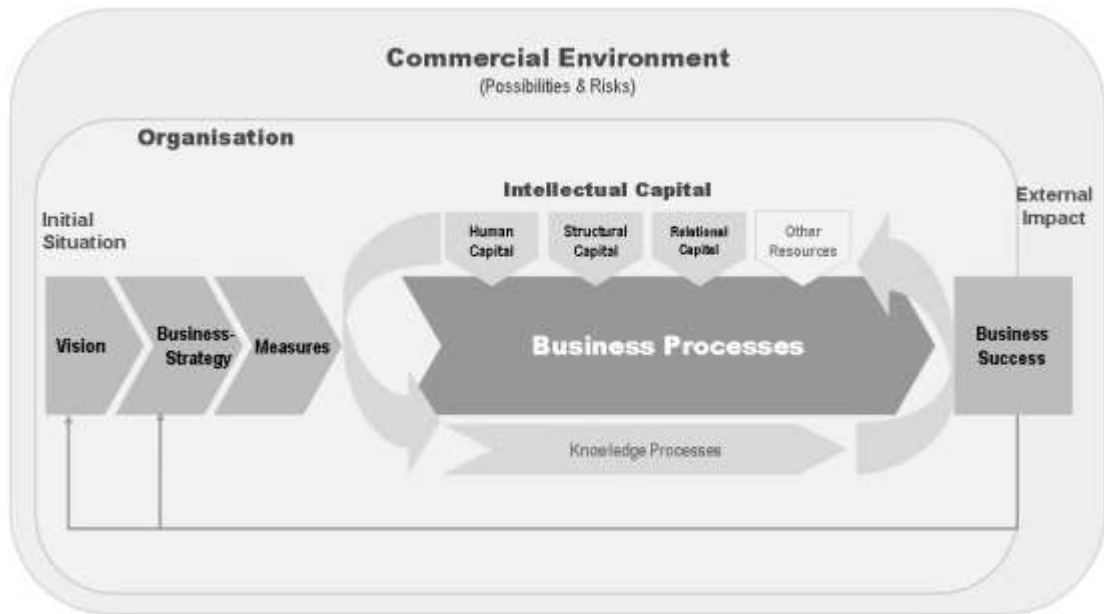 Commercial Environment
(Possibilities & Risks)
Organisation
Intellectual Capital
External
Impact
Initial
Situation
Human
Capital
Structural
Capital
Relational
Capital
Other
Resources
Vision
Business-
Strategy
Measures
Business Processes
Business
Success
Knowledge Processes